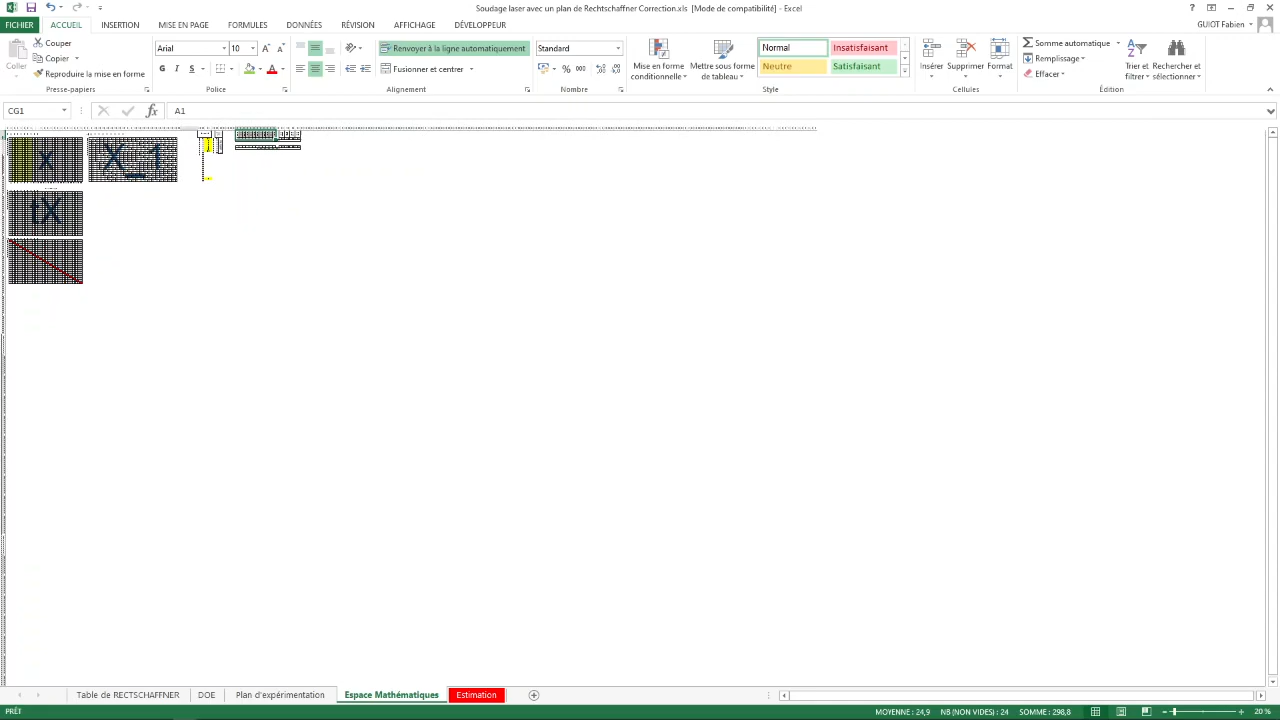 Soudage laser avec un plan de Rechtschaffner Correction.xls [Mode de compatibilité] - Excel
FICHIER ACCUEIL INSERTION MISE EN PAGE FORMULES DONNÉES RÉVISION AFFICHAGE DÉVELOPPEUR GUIOT Fabien
Coller
Couper
Copier
Reproduire la mise en forme
Presse-papiers
Arial 10
G I S
Police
Renvoyer à la ligne automatiquement
Fusionner et centrer
Alignement
Standard
% 000
Nombre
Mise en forme conditionnelle
Mettre sous forme de tableau
Normal Insatisfaisant
Neutre Satisfaisant
Style
Insérer Supprimer Format
Cellules
Somme automatique
Remplissage
Effacer
Trier et filtrer
Rechercher et sélectionner
Édition
CG1 fx A1
X X_1
tX
Table de RECTSCHAFFNER DOE Plan d'expérimentation Espace Mathématiques Estimation
PRÊT MOYENNE : 24,9 NB (NON VIDES) : 24 SOMME : 298,8 20 %